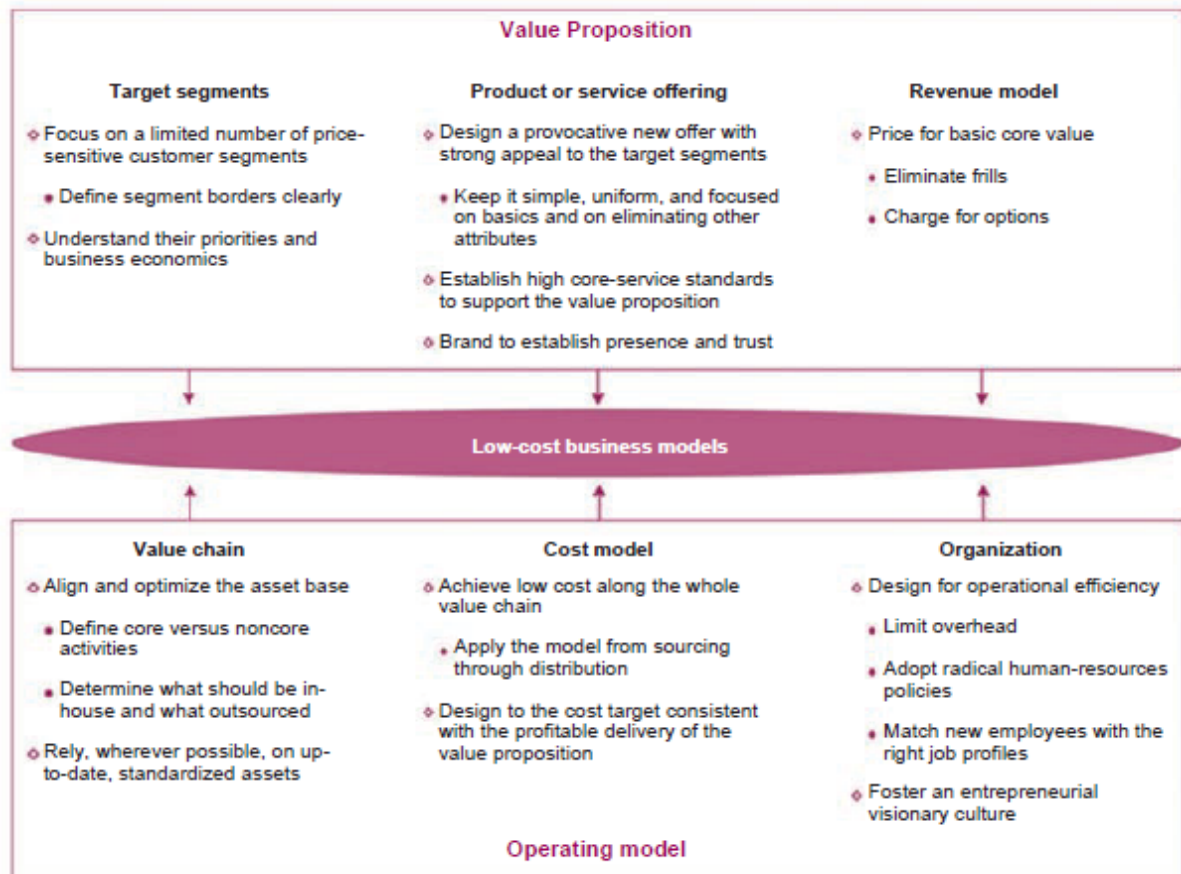 Value Proposition
Target segments
Focus on a limited number of price-
sensitive customer segments
Define segment borders clearly
Understand their priorities and
business economics
Product or service offering
Design a provocative new offer with
strong appeal to the target segments
Keep it simple, uniform, and focused
on basics and on eliminating other
attributes
Establish high core-service standards
to support the value proposition
Brand to establish presence and trust
Revenue model
Price for basic core value
Eliminate frills
Charge for options
Low-cost business models
Value chain
Align and optimize the asset base
Define core versus noncore
activities
Determine what should be in-
house and what outsourced
Rely, wherever possible, on up-
to-date, standardized assets
Cost model
Achieve low cost along the whole
value chain
Apply the model from sourcing
through distribution
Design to the cost target consistent
with the profitable delivery of the
value proposition
Organization
Design for operational efficiency
Limit overhead
Adopt radical human-resources
policies
Match new employees with the
right job profiles
Foster an entrepreneurial
visionary culture
Operating model